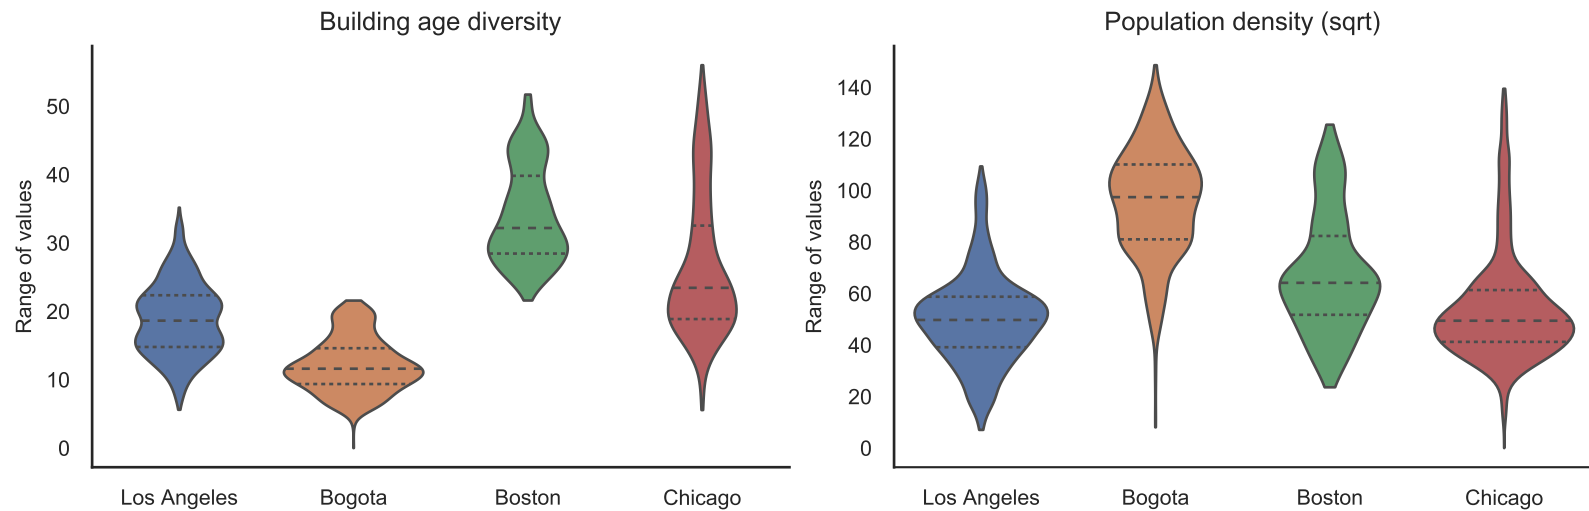 Building age diversity
Range of values
50
40
30
20
10
0
Los Angeles Bogota Boston Chicago
Population density (sqrt)
Range of values
140
120
100
80
60
40
20
0
Los Angeles Bogota Boston Chicago